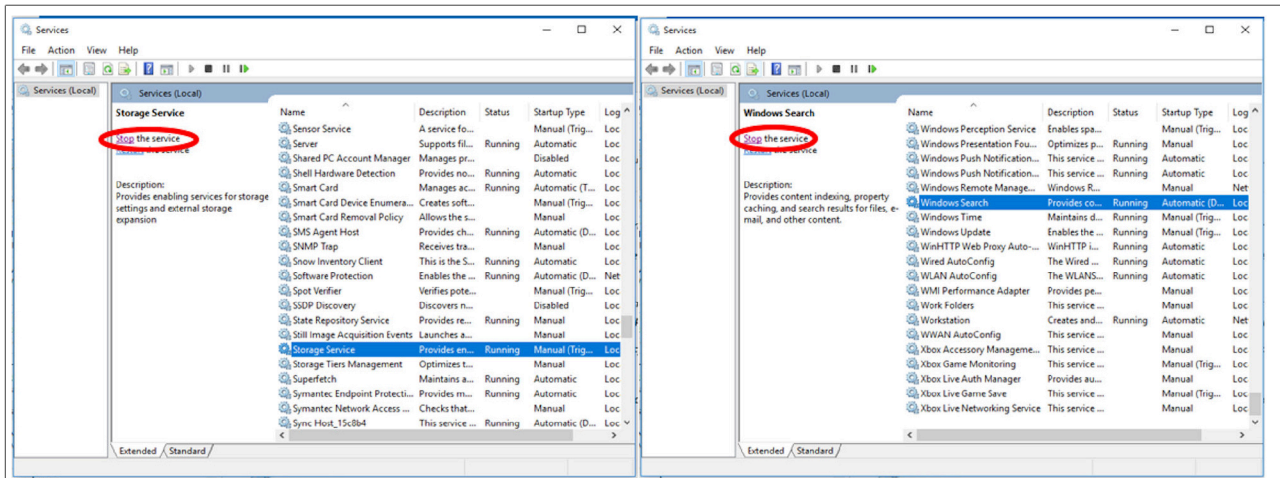 Services
File Action View Help
Services (Local)
Services (Local)
Storage Service
Stop the service
Restart the service
Description:
Provides enabling services for storage
settings and external storage
expansion
Name Description Status Startup Type Log
Sensor Service A service fo... Manual (Trig... Loc
Server Supports fil... Running Automatic Loc
Shared PC Account Manager Manages pr... Disabled Loc
Shell Hardware Detection Provides no... Running Automatic Loc
Smart Card Manages ac... Running Automatic (T... Loc
Smart Card Device Enumera... Creates soft... Manual (Trig... Loc
Smart Card Removal Policy Allows the s... Manual Loc
SMS Agent Host Provides ch... Running Automatic (D... Loc
SNMP Trap Receives tra... Manual Loc
Snow Inventory Client This is the S... Running Automatic Loc
Software Protection Enables the ... Running Automatic (D... Net
Spot Verifier Verifies pote... Manual (Trig... Loc
SSDP Discovery Discovers n... Disabled Loc
State Repository Service Provides re... Running Manual Loc
Still Image Acquisition Events Launches a... Manual Loc
Storage Service Provides en... Running Manual (Trig... Loc
Storage Tiers Management Optimizes t... Manual Loc
Superfetch Maintains a... Running Automatic Loc
Symantec Endpoint Protecti... Provides m... Running Automatic Loc
Symantec Network Access ... Checks that... Manual Loc
Sync Host_15c8b4 This service ... Running Automatic (D... Loc
Extended Standard
Services
File Action View Help
Services (Local)
Services (Local)
Windows Search
Stop the service
Restart the service
Description:
Provides content indexing, property
caching, and search results for files, e-
mail, and other content.
Name Description Status Startup Type Log
Windows Perception Service Enables spa... Manual (Trig... Loc
Windows Presentation Fou... Optimizes p... Running Manual Loc
Windows Push Notification... This service ... Running Automatic Loc
Windows Push Notification... This service ... Running Automatic Loc
Windows Remote Manage... Windows R... Manual Net
Windows Search Provides co... Running Automatic (D... Loc
Windows Time Maintains d... Running Manual (Trig... Loc
Windows Update Enables the ... Running Manual (Trig... Loc
WinHTTP Web Proxy Auto-... WinHTTP i... Running Manual Loc
Wired AutoConfig The Wired ... Running Automatic Loc
WLAN AutoConfig The WLANS... Running Automatic Loc
WMI Performance Adapter Provides pe... Manual Loc
Work Folders This service ... Manual Loc
Workstation Creates and... Running Automatic Net
WWAN AutoConfig This service ... Manual Loc
Xbox Accessory Manageme... This service ... Manual Loc
Xbox Game Monitoring This service ... Manual (Trig... Loc
Xbox Live Auth Manager Provides au... Manual Loc
Xbox Live Game Save This service ... Manual (Trig... Loc
Xbox Live Networking Service This service ... Manual Loc
Extended Standard